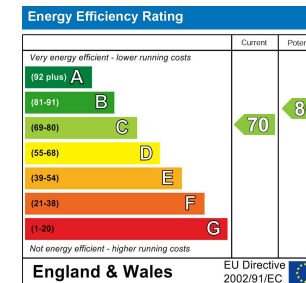 Energy Efficiency Rating
Current
Very energy efficient - lower running costs
(92 plus) A
(81-91) B
(69-80) C
70
(55-68) D
(39-54) E
(21-38) F
(1-20) G
Not energy efficient - higher running costs
England & Wales
EU Directive
2002/91/EC